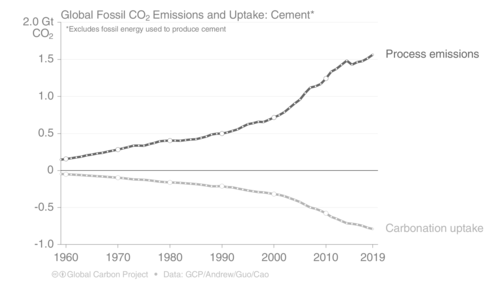 Global Fossil CO₂ Emissions and Uptake: Cement*
*Excludes fossil energy used to produce cement
2.0 Gt
CO₂
1.5
1.0
0.5
0
-0.5
-1.0
Process emissions
Carbonation uptake
1960 1970 1980 1990 2000 2010 2019
Global Carbon Project • Data: GCP/Andrew/Guo/Cao